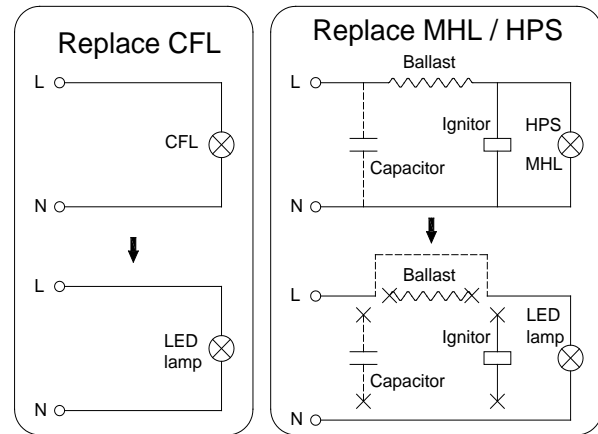 Replace CFL
L
CFL
N
L
LED
lamp
N
Replace MHL / HPS
Ballast
L
Ignitor
HPS
MHL
Capacitor
N
Ballast
L
LED
lamp
Ignitor
Capacitor
N